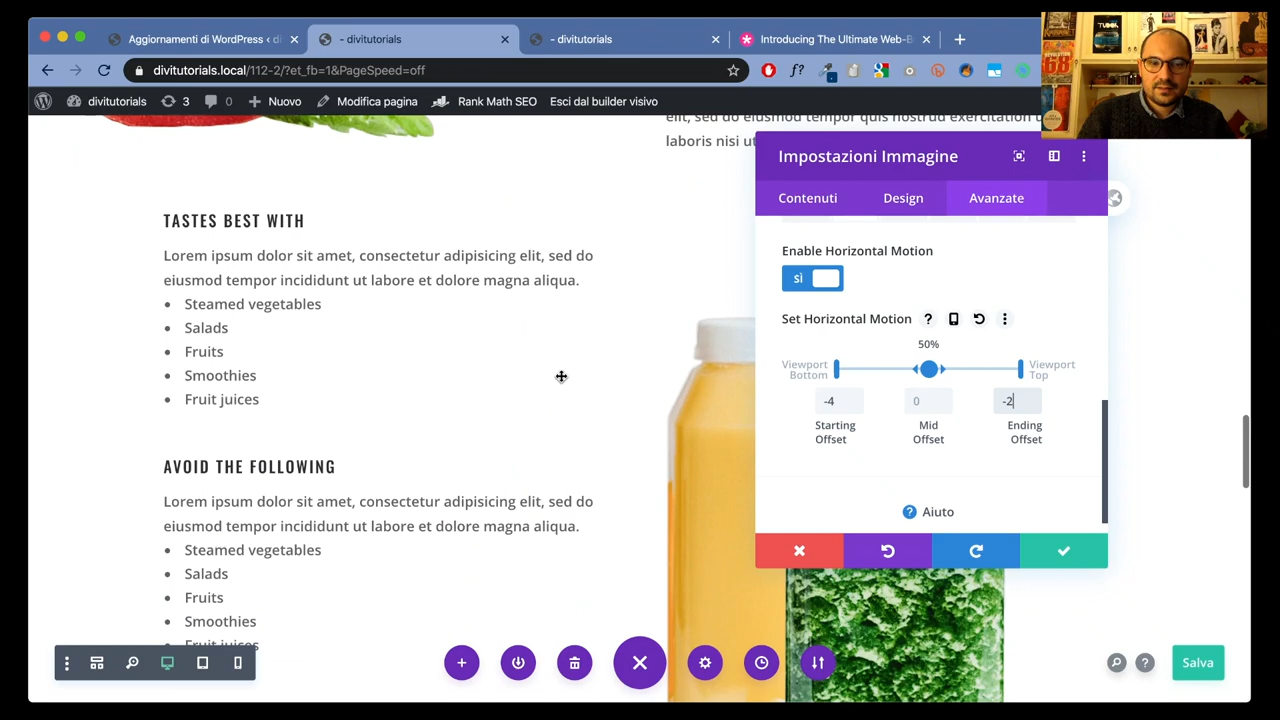 Aggiornamenti di WordPress ‹ di
- divitutorials
- divitutorials
Introducing The Ultimate Web-B
divitutorials.local/112-2/?et_fb=1&PageSpeed=off
f?
divitutorials
3
0
Nuovo
Modifica pagina
Rank Math SEO
Esci dal builder visivo
elit, sed do eiusmod tempor quis nostrud exercitation
laboris nisi ut
TASTES BEST WITH
Lorem ipsum dolor sit amet, consectetur adipisicing elit, sed do
eiusmod tempor incididunt ut labore et dolore magna aliqua.
Steamed vegetables
Salads
Fruits
Smoothies
Fruit juices
AVOID THE FOLLOWING
Lorem ipsum dolor sit amet, consectetur adipisicing elit, sed do
eiusmod tempor incididunt ut labore et dolore magna aliqua.
Steamed vegetables
Salads
Fruits
Smoothies
Fruit juices
Impostazioni Immagine
Contenuti
Design
Avanzate
Enable Horizontal Motion
sì
Set Horizontal Motion
50%
Viewport
Bottom
Viewport
Top
-4
0
-2
Starting
Offset
Mid
Offset
Ending
Offset
Aiuto
Salva